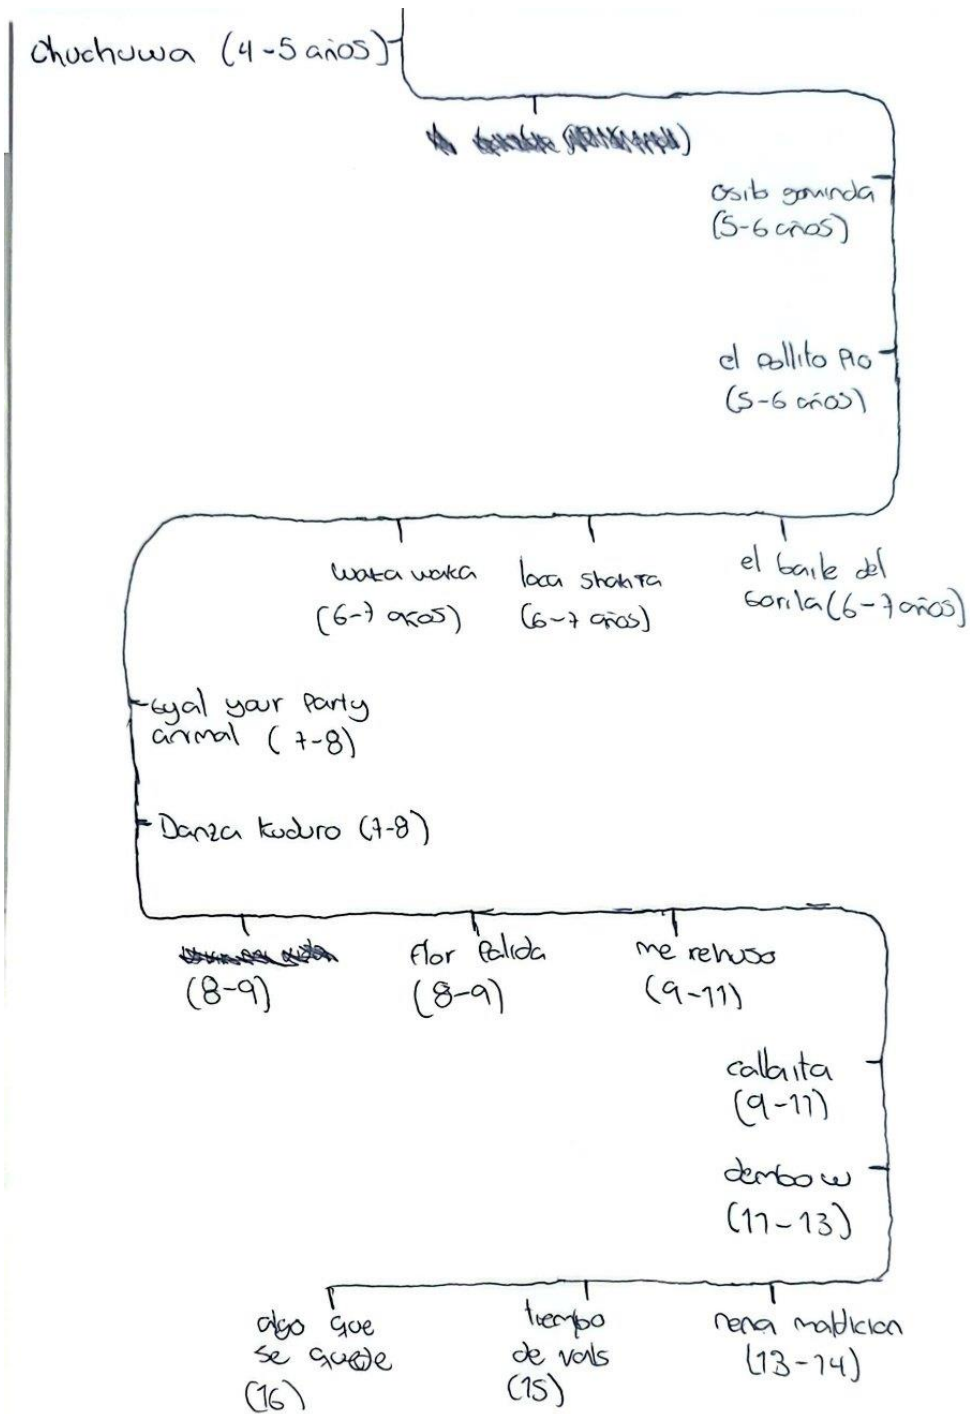 Chuchuwa (4-5 años)
osito gominda
(5-6 años)
el pollito Pio
(5-6 años)
waka waka
(6-7 años)
loca shakira
(6-7 años)
el baile del
Gorila (6-7 años)
Gyal your Party
animal (7-8)
Danza kuduro (7-8)
(8-9)
flor palida
(8-9)
me rehuso
(9-11)
callaita
(9-11)
dembow
(11-13)
nena maldicion
(13-14)
tiempo
de vals
(15)
algo que
se quede
(16)